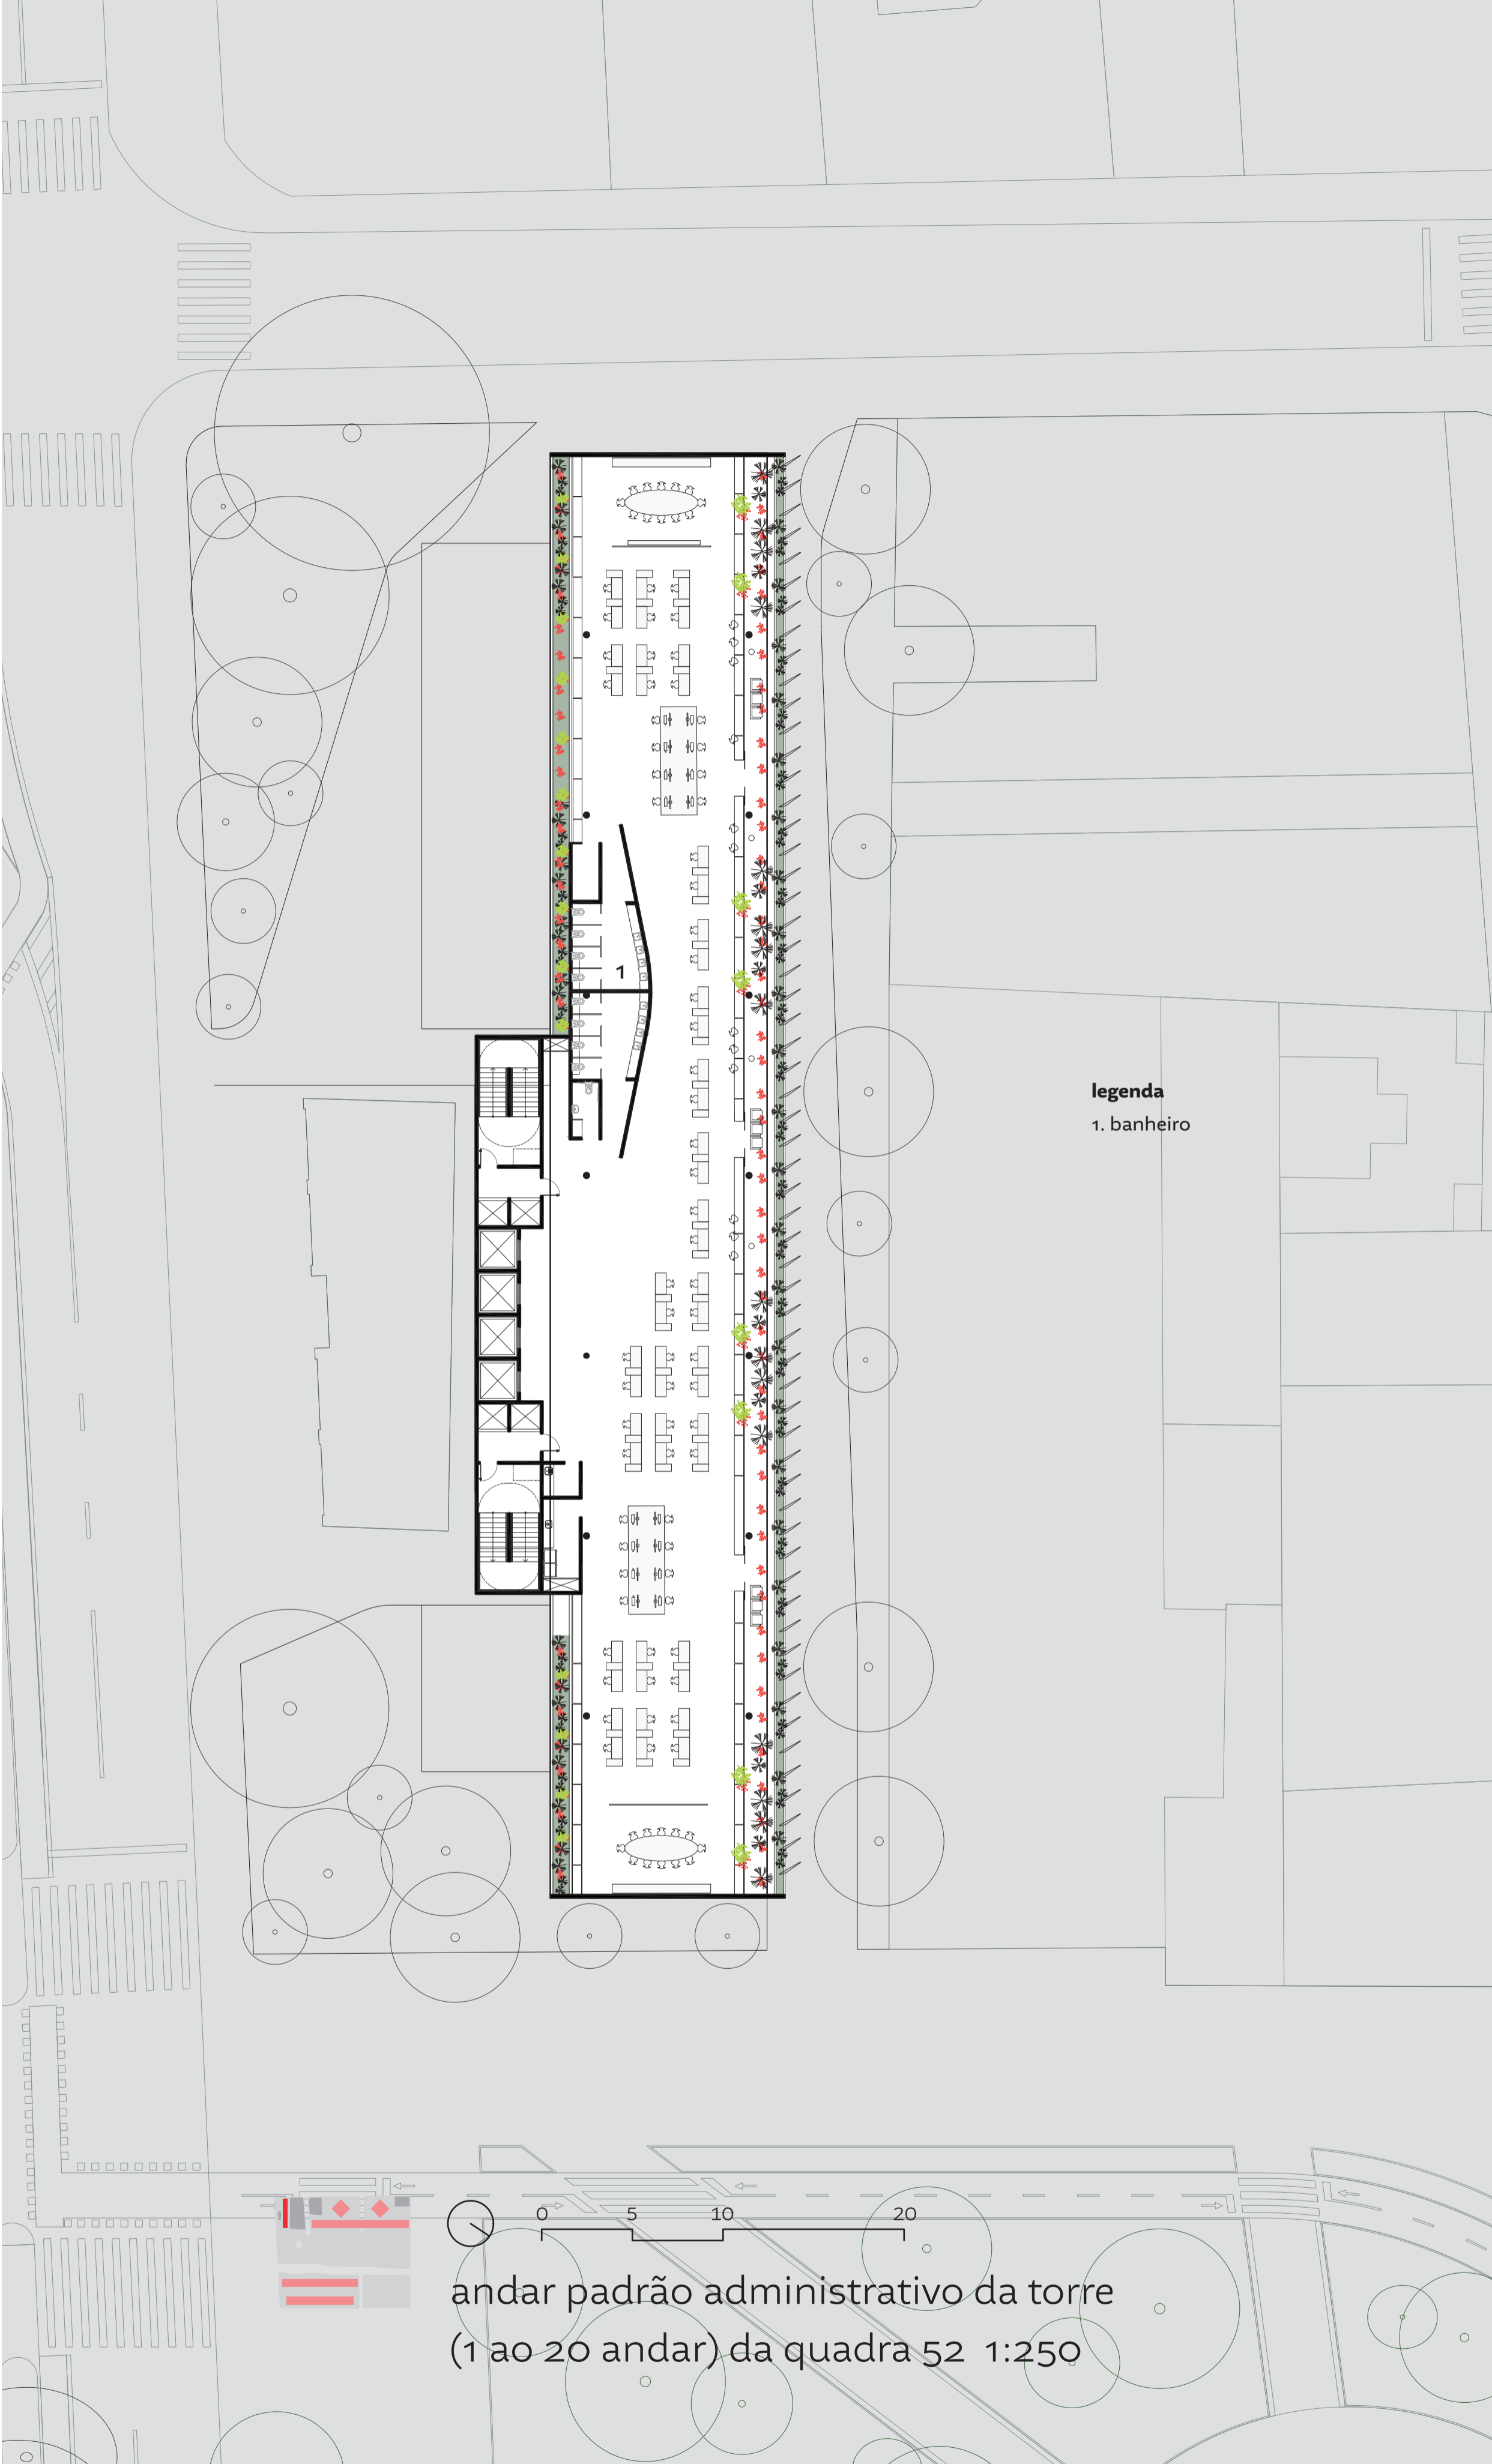 1
legenda
1. banheiro
0 5 10 20
andar padrão administrativo da torre
(1 ao 20 andar) da quadra 52 1:250